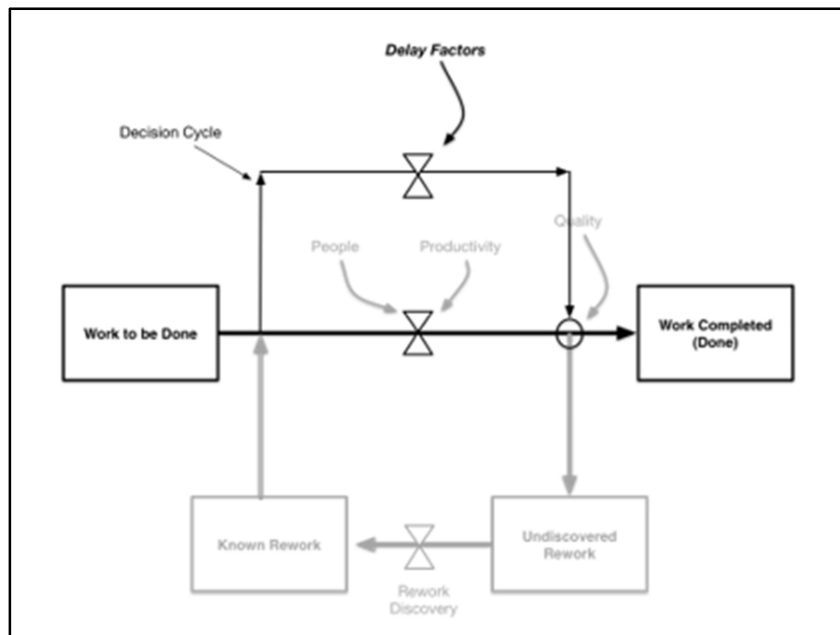 Delay Factors
Decision Cycle
Quality
People
Productivity
Work to be Done
Work Completed
(Done)
Known Rework
Undiscovered
Rework
Rework
Discovery